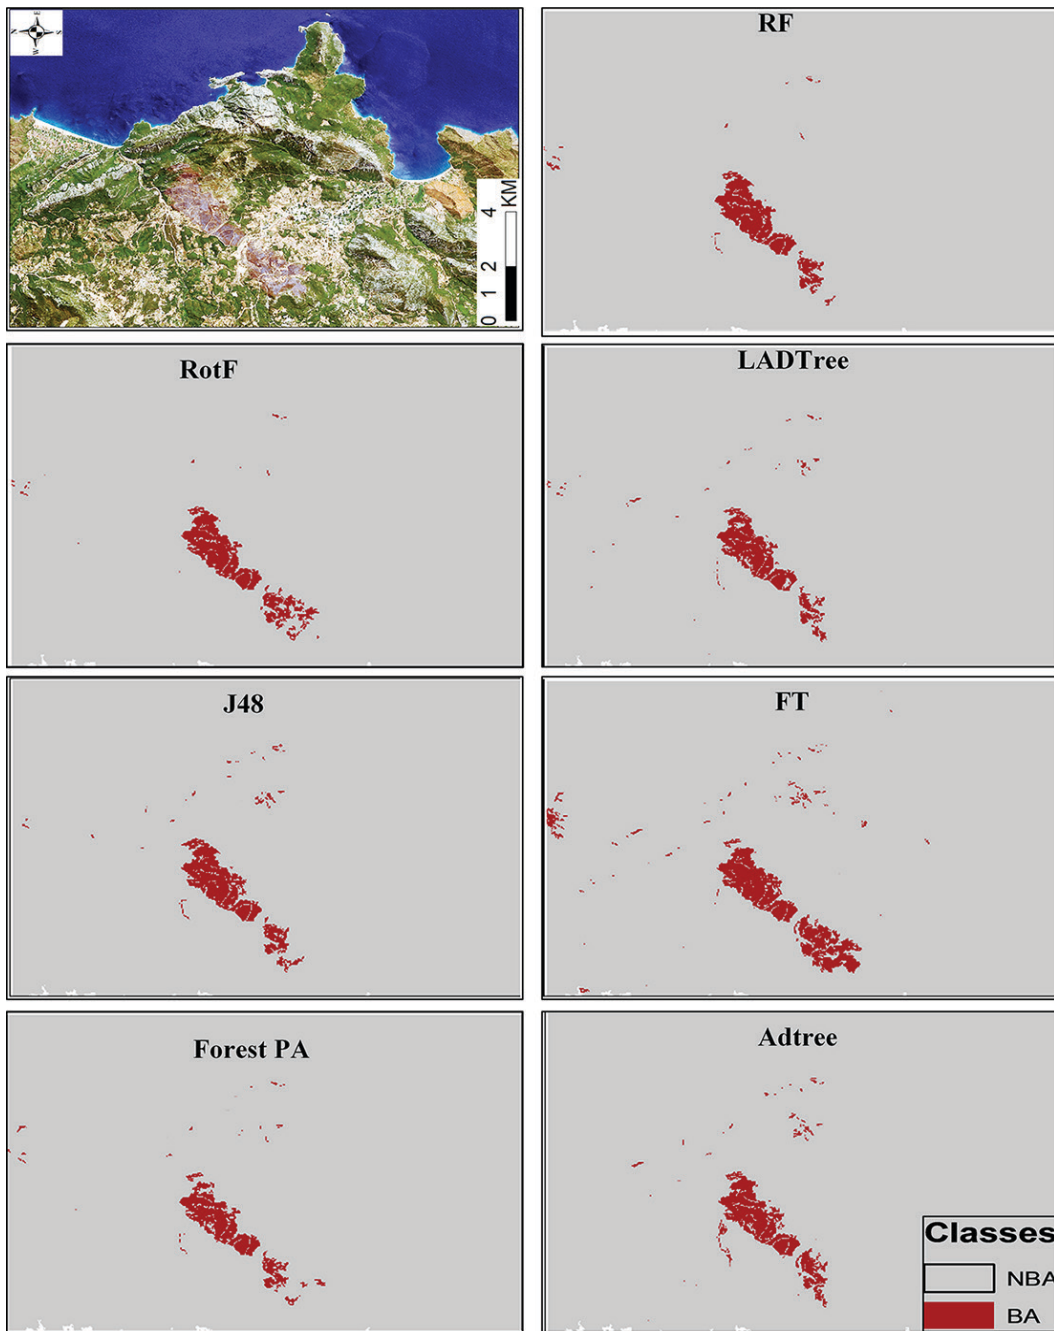 RF
0 1 2 4 KM
RotF
LADTree
J48
FT
Forest PA
Adtree
Classes
NBA
BA